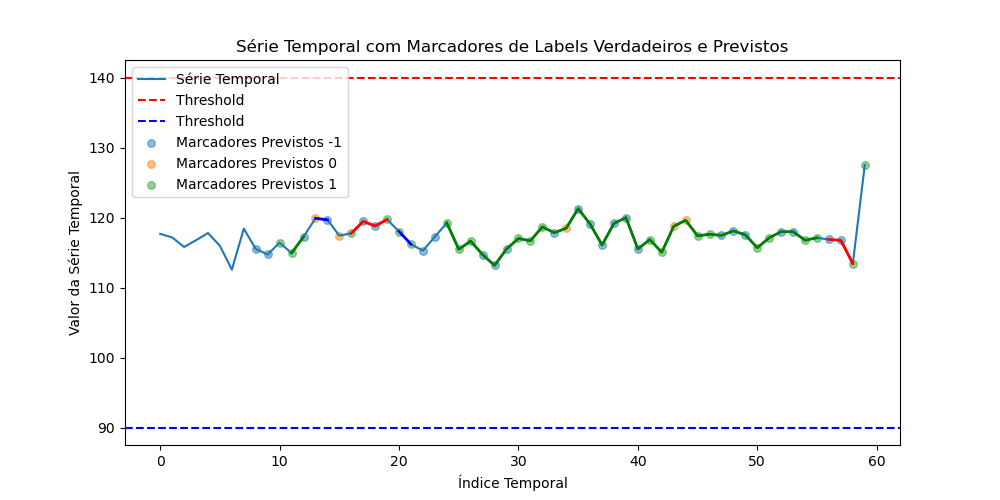 Série Temporal com Marcadores de Labels Verdadeiros e Previstos
Valor da Série Temporal
140
130
120
110
100
90
Série Temporal
Threshold
Threshold
Marcadores Previstos -1
Marcadores Previstos 0
Marcadores Previstos 1
0
10
20
30
40
50
60
Índice Temporal